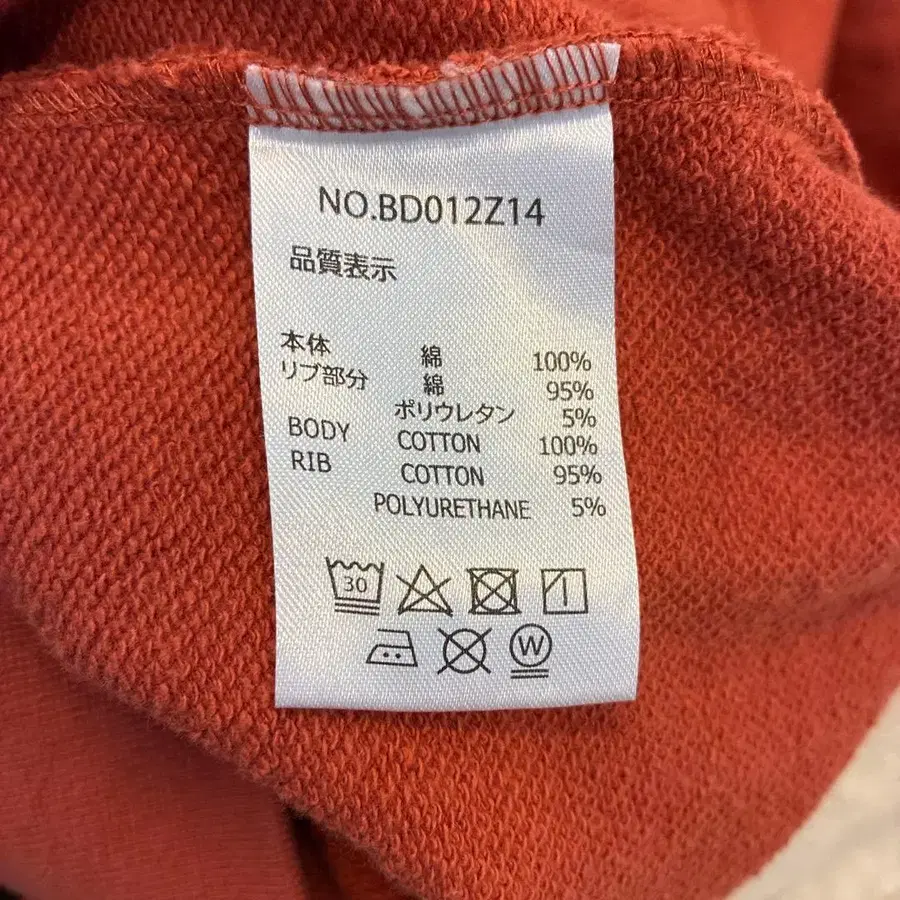 NO.BD012Z14
品質表示
本体 綿 100%
リブ部分 綿 95%
ポリウレタン 5%
BODY COTTON 100%
RIB COTTON 95%
POLYURETHANE 5%
30
W